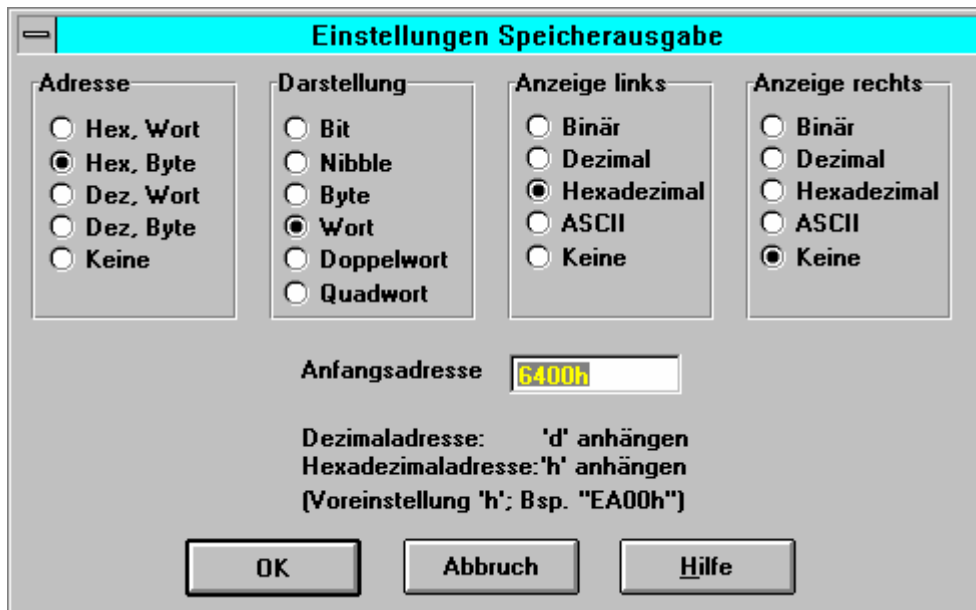 Einstellungen Speicherausgabe
Adresse
Hex, Wort
Hex, Byte
Dez, Wort
Dez, Byte
Keine
Darstellung
Bit
Nibble
Byte
Wort
Doppelwort
Quadwort
Anzeige links
Binär
Dezimal
Hexadezimal
ASCII
Keine
Anzeige rechts
Binär
Dezimal
Hexadezimal
ASCII
Keine
Anfangsadresse 6400h
Dezimaladresse: 'd' anhängen
Hexadezimaladresse:'h' anhängen
(Voreinstellung 'h'; Bsp. "EA00h")
OK Abbruch Hilfe